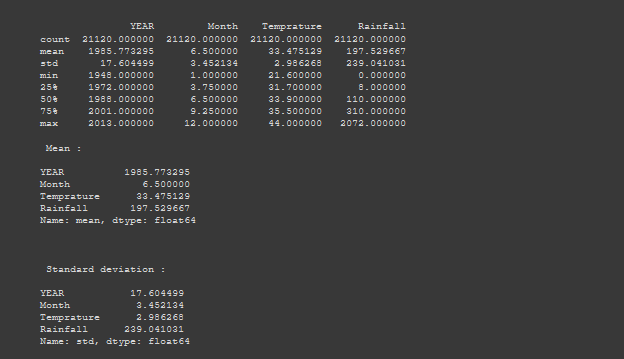 YEAR Month Temprature Rainfall
count 21120.000000 21120.000000 21120.000000 21120.000000
mean 1985.773295 6.500000 33.475129 197.529667
std 17.604499 3.452134 2.986268 239.041031
min 1948.000000 1.000000 21.600000 0.000000
25% 1972.000000 3.750000 31.700000 8.000000
50% 1988.000000 6.500000 33.900000 110.000000
75% 2001.000000 9.250000 35.500000 310.000000
max 2013.000000 12.000000 44.000000 2072.000000
Mean :
YEAR 1985.773295
Month 6.500000
Temprature 33.475129
Rainfall 197.529667
Name: mean, dtype: float64
Standard deviation :
YEAR 17.604499
Month 3.452134
Temprature 2.986268
Rainfall 239.041031
Name: std, dtype: float64